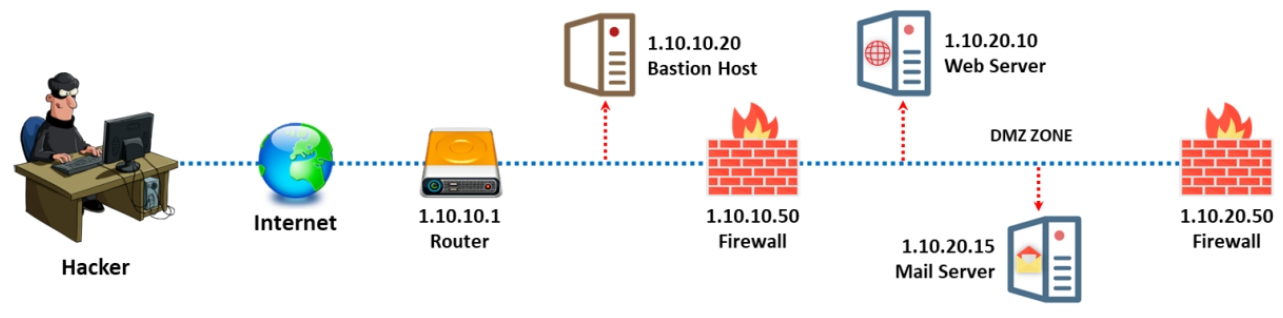 Hacker
Internet
1.10.10.1
Router
1.10.10.20
Bastion Host
1.10.10.50
Firewall
1.10.20.10
Web Server
DMZ ZONE
1.10.20.15
Mail Server
1.10.20.50
Firewall